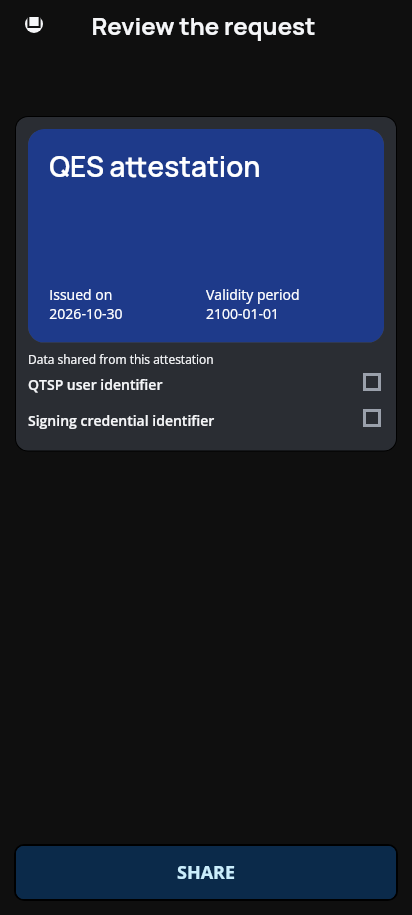 Review the request
QES attestation
Issued on
2026-10-30
Validity period
2100-01-01
Data shared from this attestation
QTSP user identifier
Signing credential identifier
SHARE